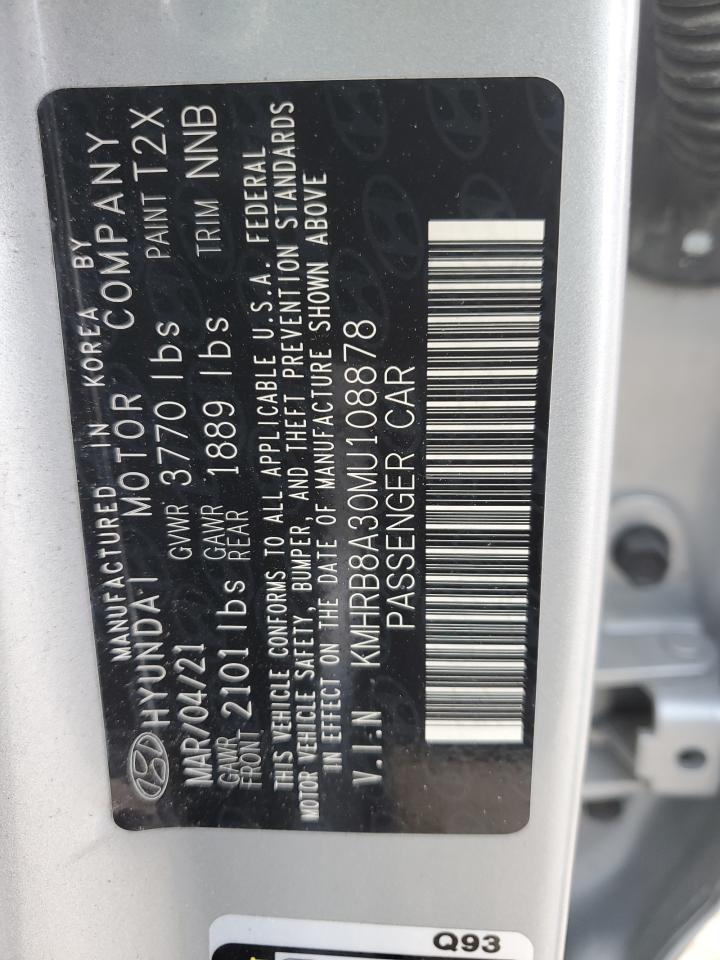 MANUFACTURED IN KOREA BY
HYUNDAI MOTOR COMPANY
MAR/04/21 GVWR 3770 lbs PAINT T2X
GAWR FRONT 2101 lbs GAWR REAR 1889 lbs TRIM NNB
THIS VEHICLE CONFORMS TO ALL APPLICABLE U.S.A. FEDERAL
MOTOR VEHICLE SAFETY, BUMPER, AND THEFT PREVENTION STANDARDS
IN EFFECT ON THE DATE OF MANUFACTURE SHOWN ABOVE
V.I.N KMHRB8A30MU108878
PASSENGER CAR
Q93